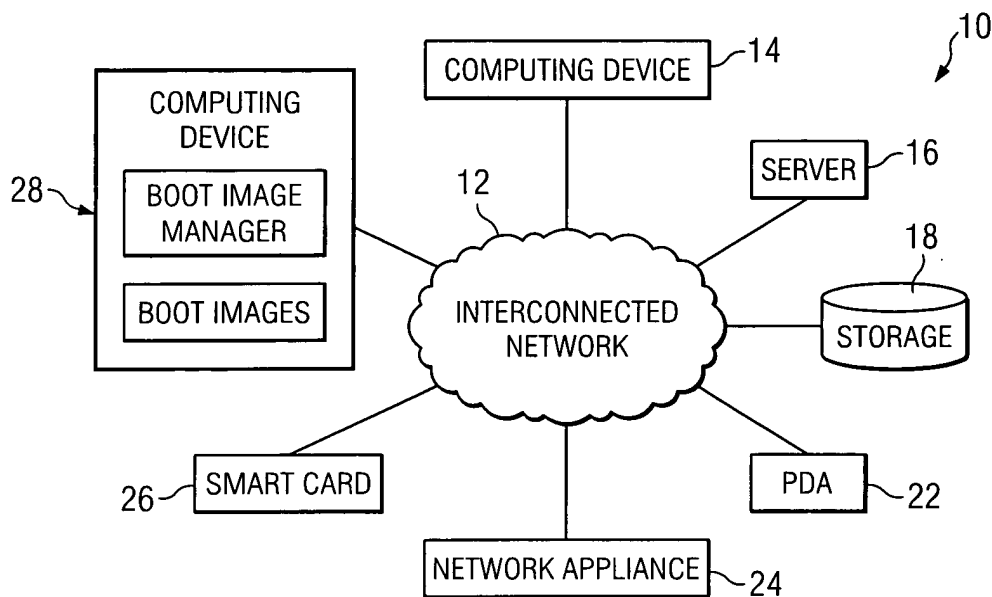 10
COMPUTING DEVICE
14
COMPUTING
DEVICE
28
BOOT IMAGE
MANAGER
BOOT IMAGES
SERVER
16
12
18
INTERCONNECTED
NETWORK
STORAGE
SMART CARD
26
PDA
22
NETWORK APPLIANCE
24